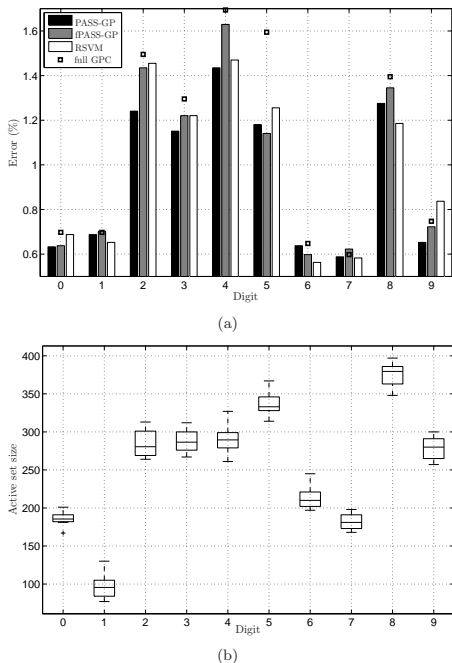 1.6
1.4
1.2
1
0.8
0.6
Error (%)
PASS-GP
fPASS-GP
RSVM
full GPC
0 1 2 3 4 5 6 7 8 9
Digit
(a)
400
350
300
250
200
150
100
Active set size
0 1 2 3 4 5 6 7 8 9
Digit
(b)